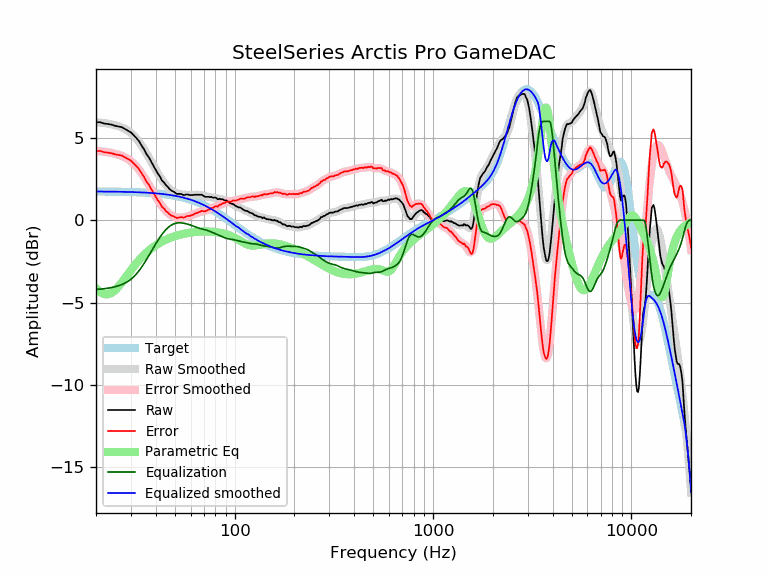 SteelSeries Arctis Pro GameDAC
Amplitude (dBr)
5
0
−5
−10
−15
Target
Raw Smoothed
Error Smoothed
Raw
Error
Parametric Eq
Equalization
Equalized smoothed
100
1000
10000
Frequency (Hz)